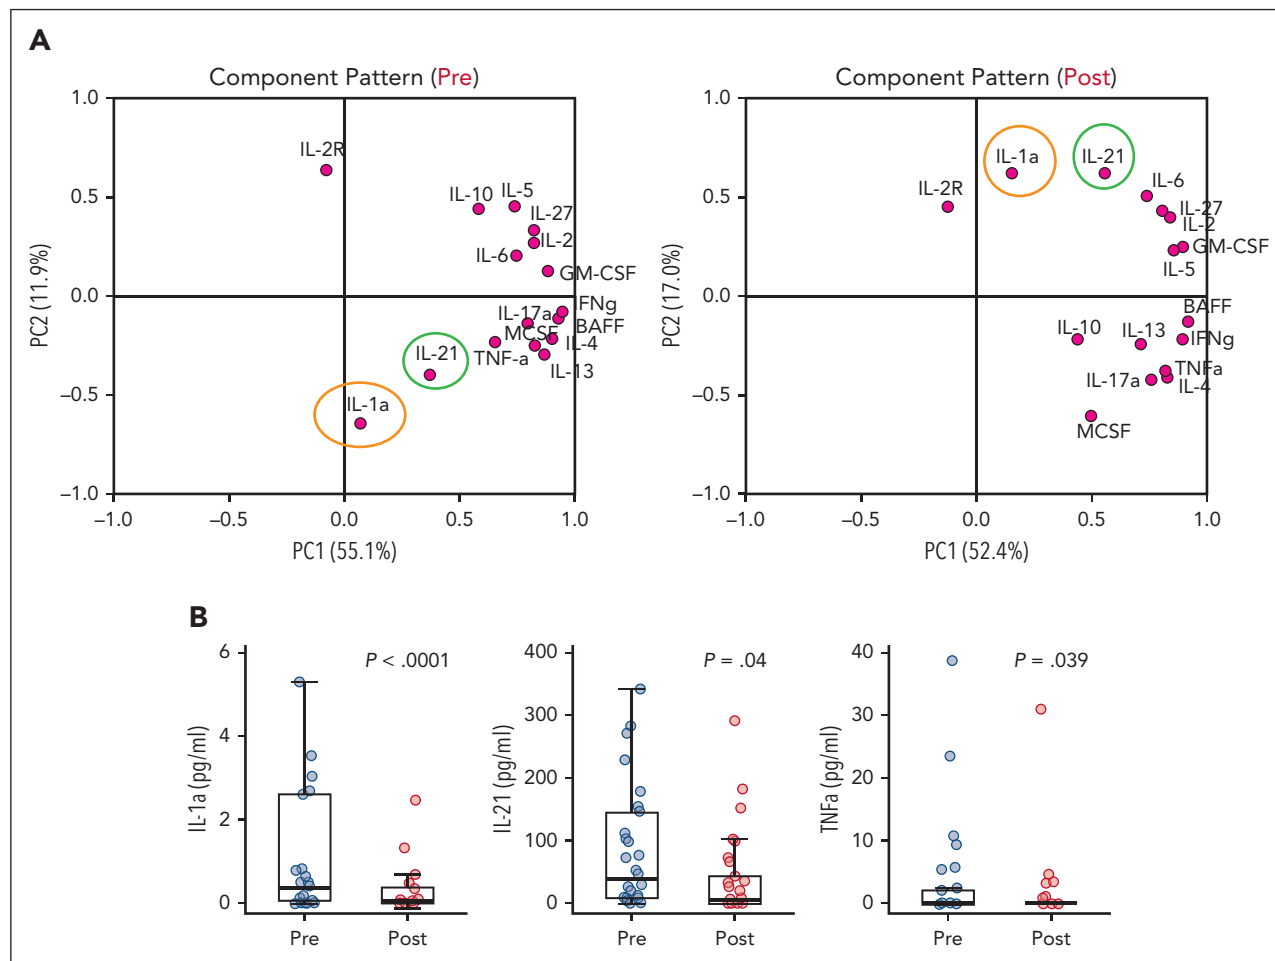 A
Component Pattern (Pre)
1.0
0.5
0.0
–0.5
–1.0
PC2 (11.9%)
IL-2R
IL-10
IL-5
IL-27
IL-2
IL-6
GM-CSF
IFNg
IL-17a
BAFF
MCSF
IL-4
TNF-a
IL-13
IL-21
IL-1a
–1.0
–0.5
0.0
0.5
1.0
PC1 (55.1%)
Component Pattern (Post)
1.0
0.5
0.0
–0.5
–1.0
PC2 (17.0%)
IL-1a
IL-21
IL-2R
IL-6
IL-27
IL-2
GM-CSF
IL-5
BAFF
IL-10
IL-13
IFNg
TNFa
IL-17a
IL-4
MCSF
–1.0
–0.5
0.0
0.5
1.0
PC1 (52.4%)
B
6
4
2
0
IL-1a (pg/ml)
P < .0001
Pre
Post
400
300
200
100
0
IL-21 (pg/ml)
P = .04
Pre
Post
40
30
20
10
0
TNFa (pg/ml)
P = .039
Pre
Post